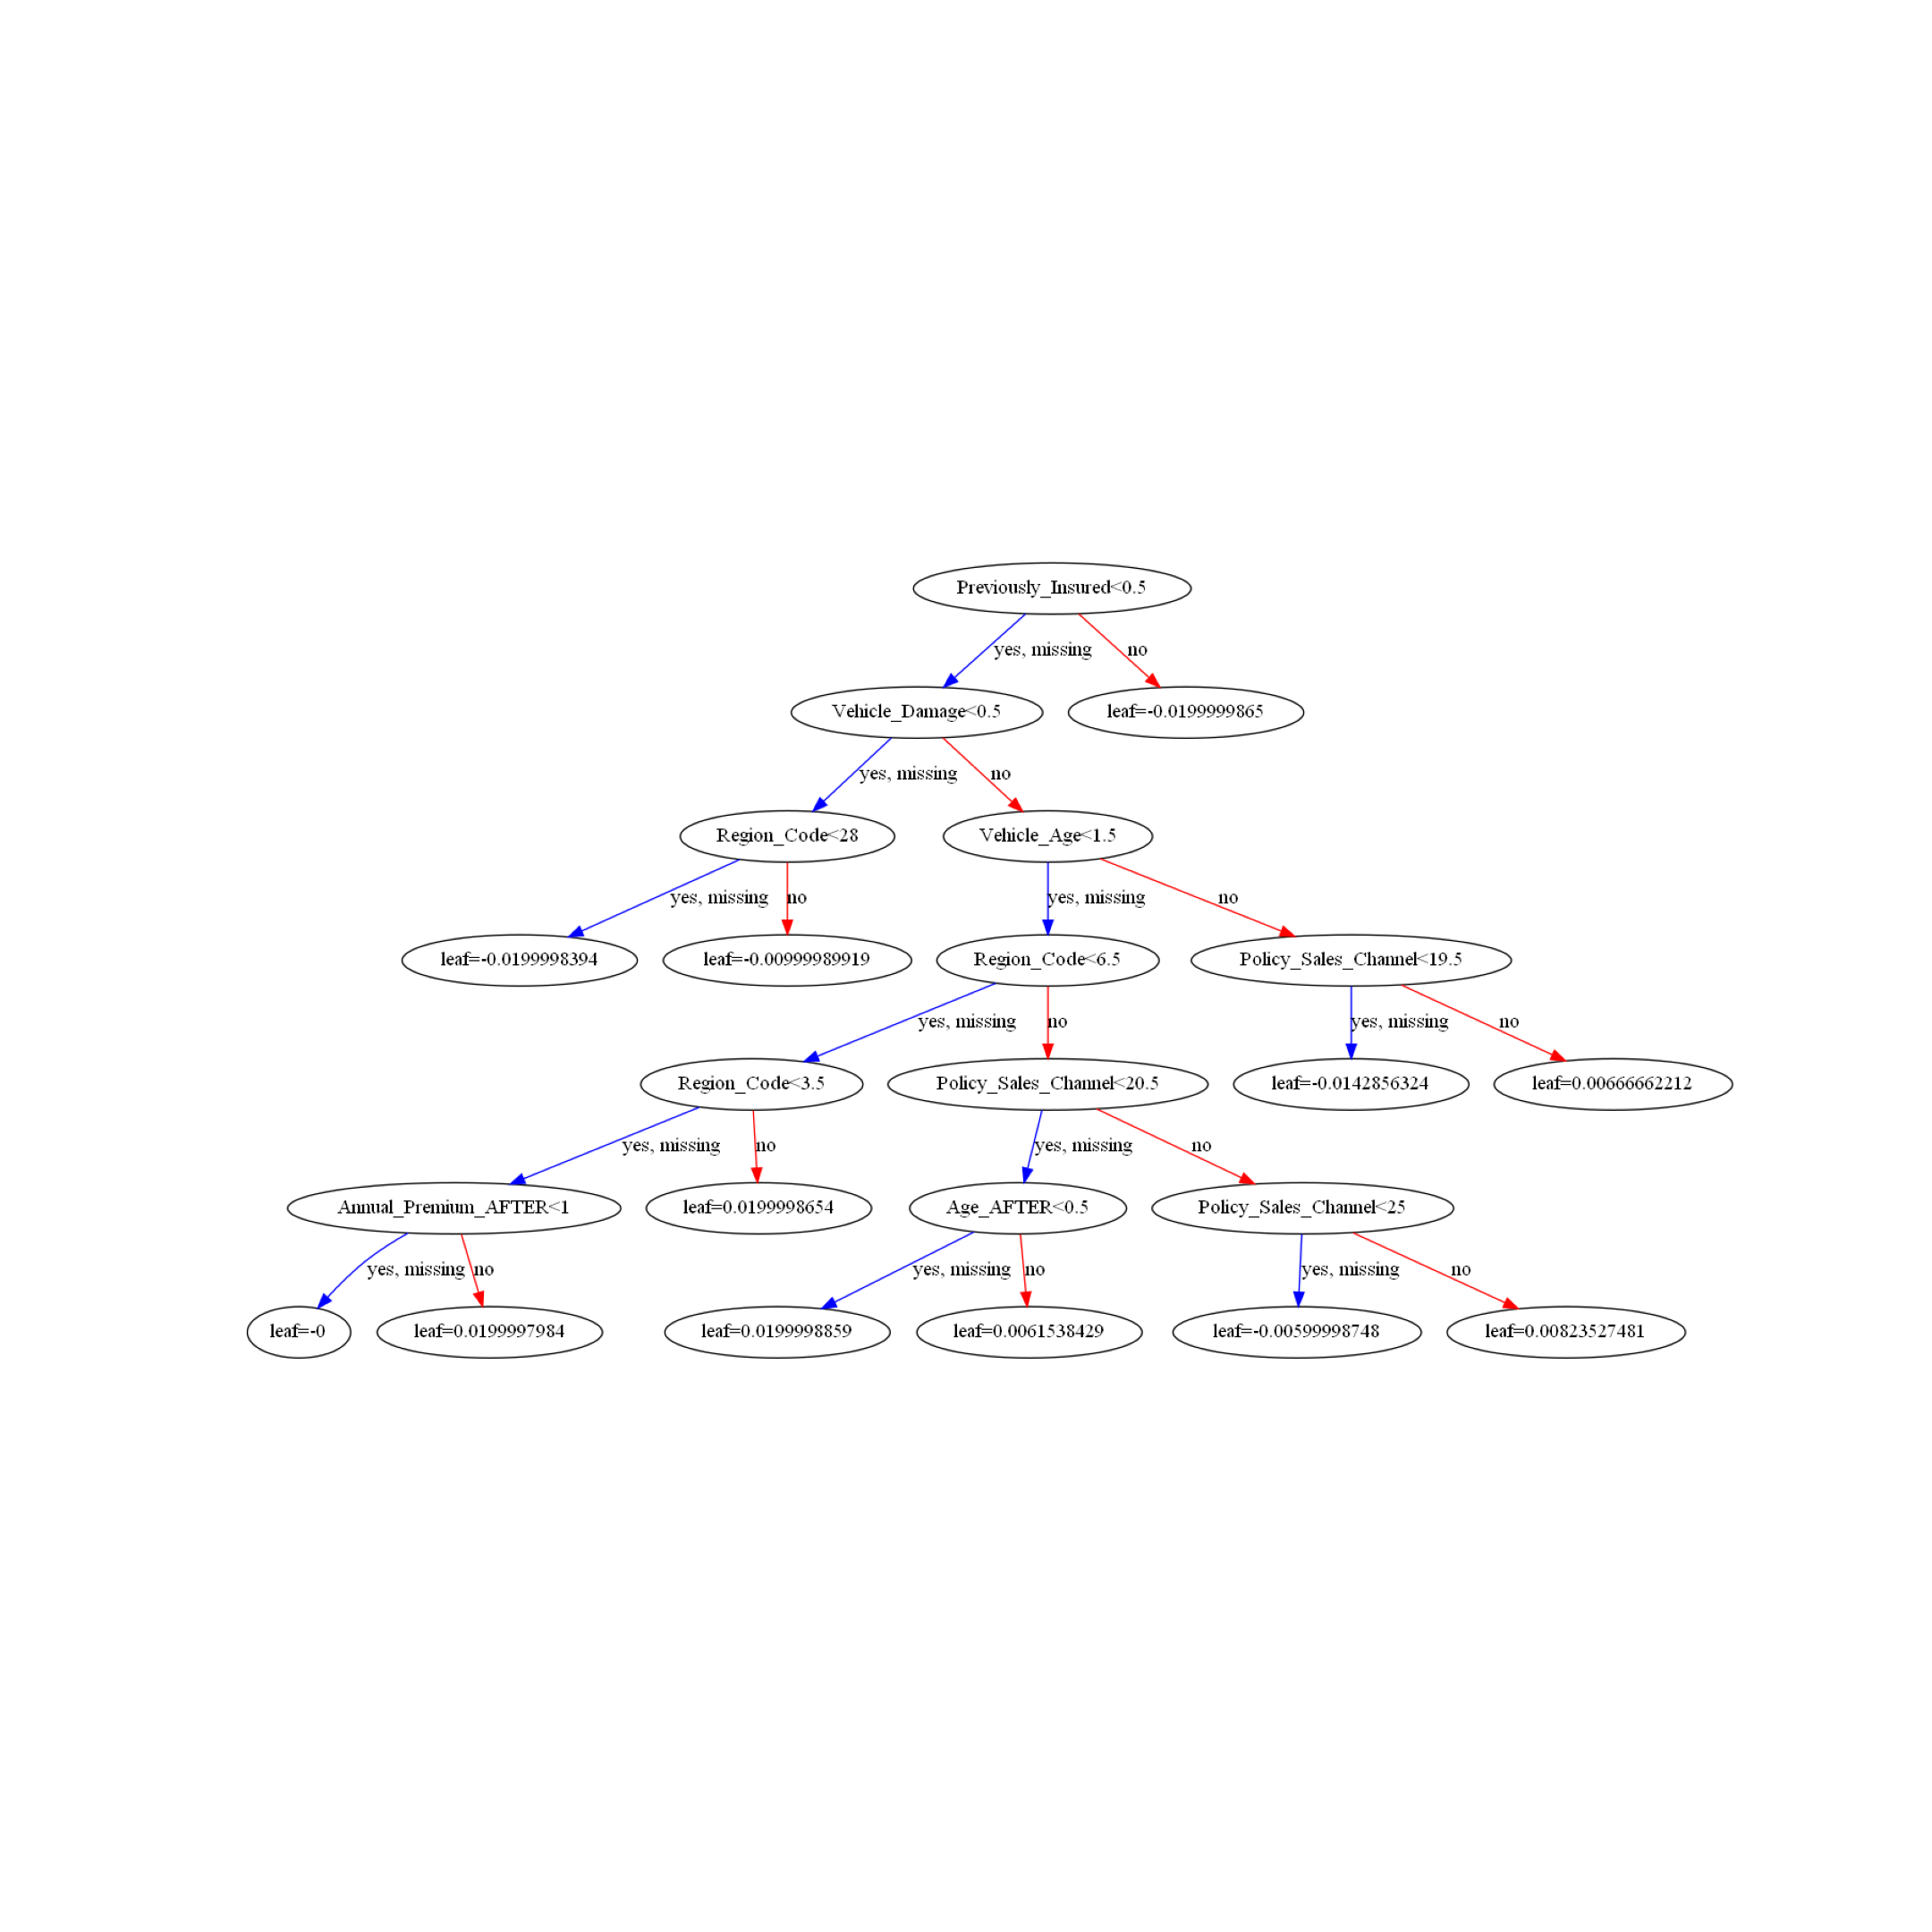 Previously_Insured<0.5
yes, missing
no
Vehicle_Damage<0.5
leaf=-0.0199999865
yes, missing
no
Region_Code<28
Vehicle_Age<1.5
yes, missing
no
yes, missing
no
leaf=-0.0199998394
leaf=-0.00999989919
Region_Code<6.5
Policy_Sales_Channel<19.5
yes, missing
no
yes, missing
no
Region_Code<3.5
Policy_Sales_Channel<20.5
leaf=-0.0142856324
leaf=0.00666662212
yes, missing
no
yes, missing
no
Annual_Premium_AFTER<1
leaf=0.0199998654
Age_AFTER<0.5
Policy_Sales_Channel<25
yes, missing
no
yes, missing
no
yes, missing
no
leaf=-0
leaf=0.0199997984
leaf=0.0199998859
leaf=0.0061538429
leaf=-0.00599998748
leaf=0.00823527481